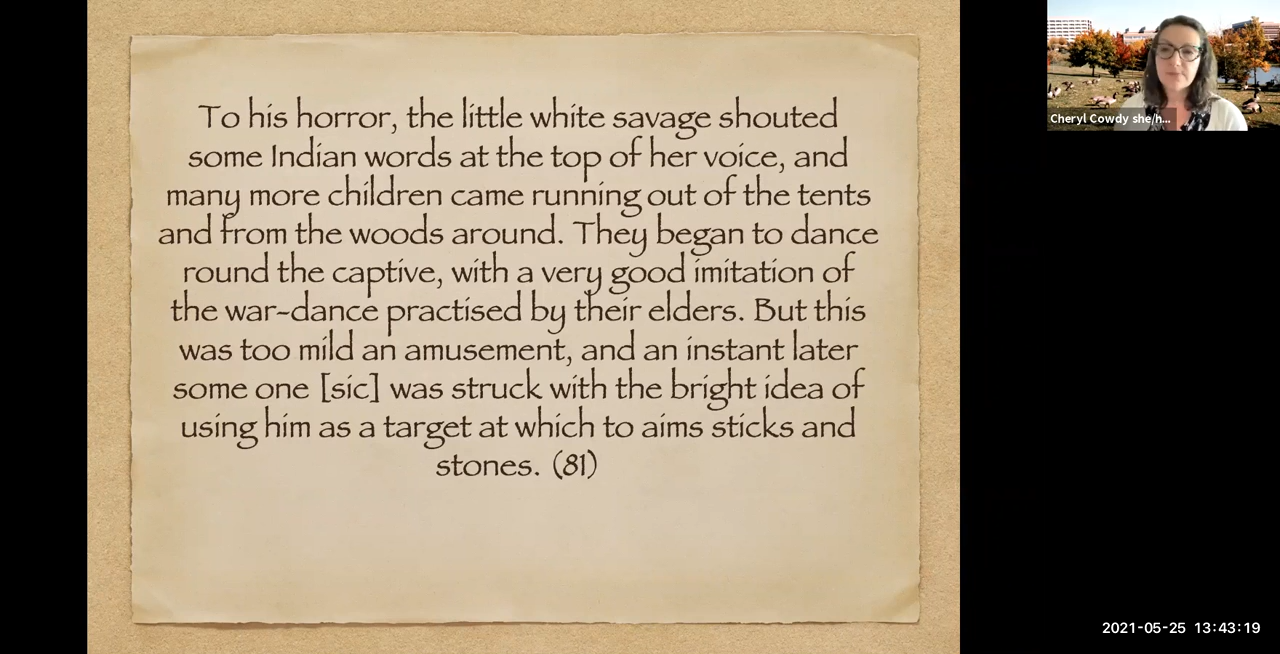 To his horror, the little white savage shouted
some Indian words at the top of her voice, and
many more children came running out of the tents
and from the woods around. They began to dance
round the captive, with a very good imitation of
the war-dance practised by their elders. But this
was too mild an amusement, and an instant later
some one [sic] was struck with the bright idea of
using him as a target at which to aims sticks and
stones. (81)
Cheryl Cowdy she/h...
2021-05-25 13:43:19